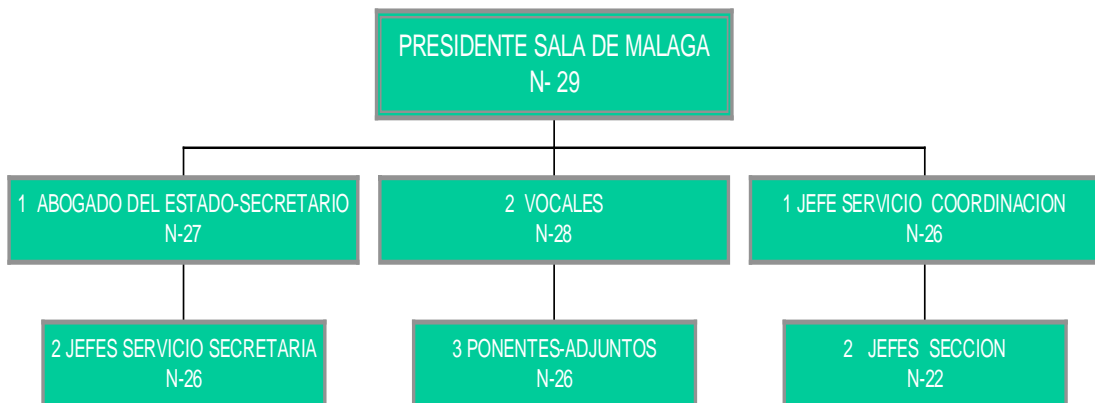 PRESIDENTE SALA DE MALAGA
N- 29
1 ABOGADO DEL ESTADO-SECRETARIO
N-27
2 VOCALES
N-28
1 JEFE SERVICIO COORDINACION
N-26
2 JEFES SERVICIO SECRETARIA
N-26
3 PONENTES-ADJUNTOS
N-26
2 JEFES SECCION
N-22